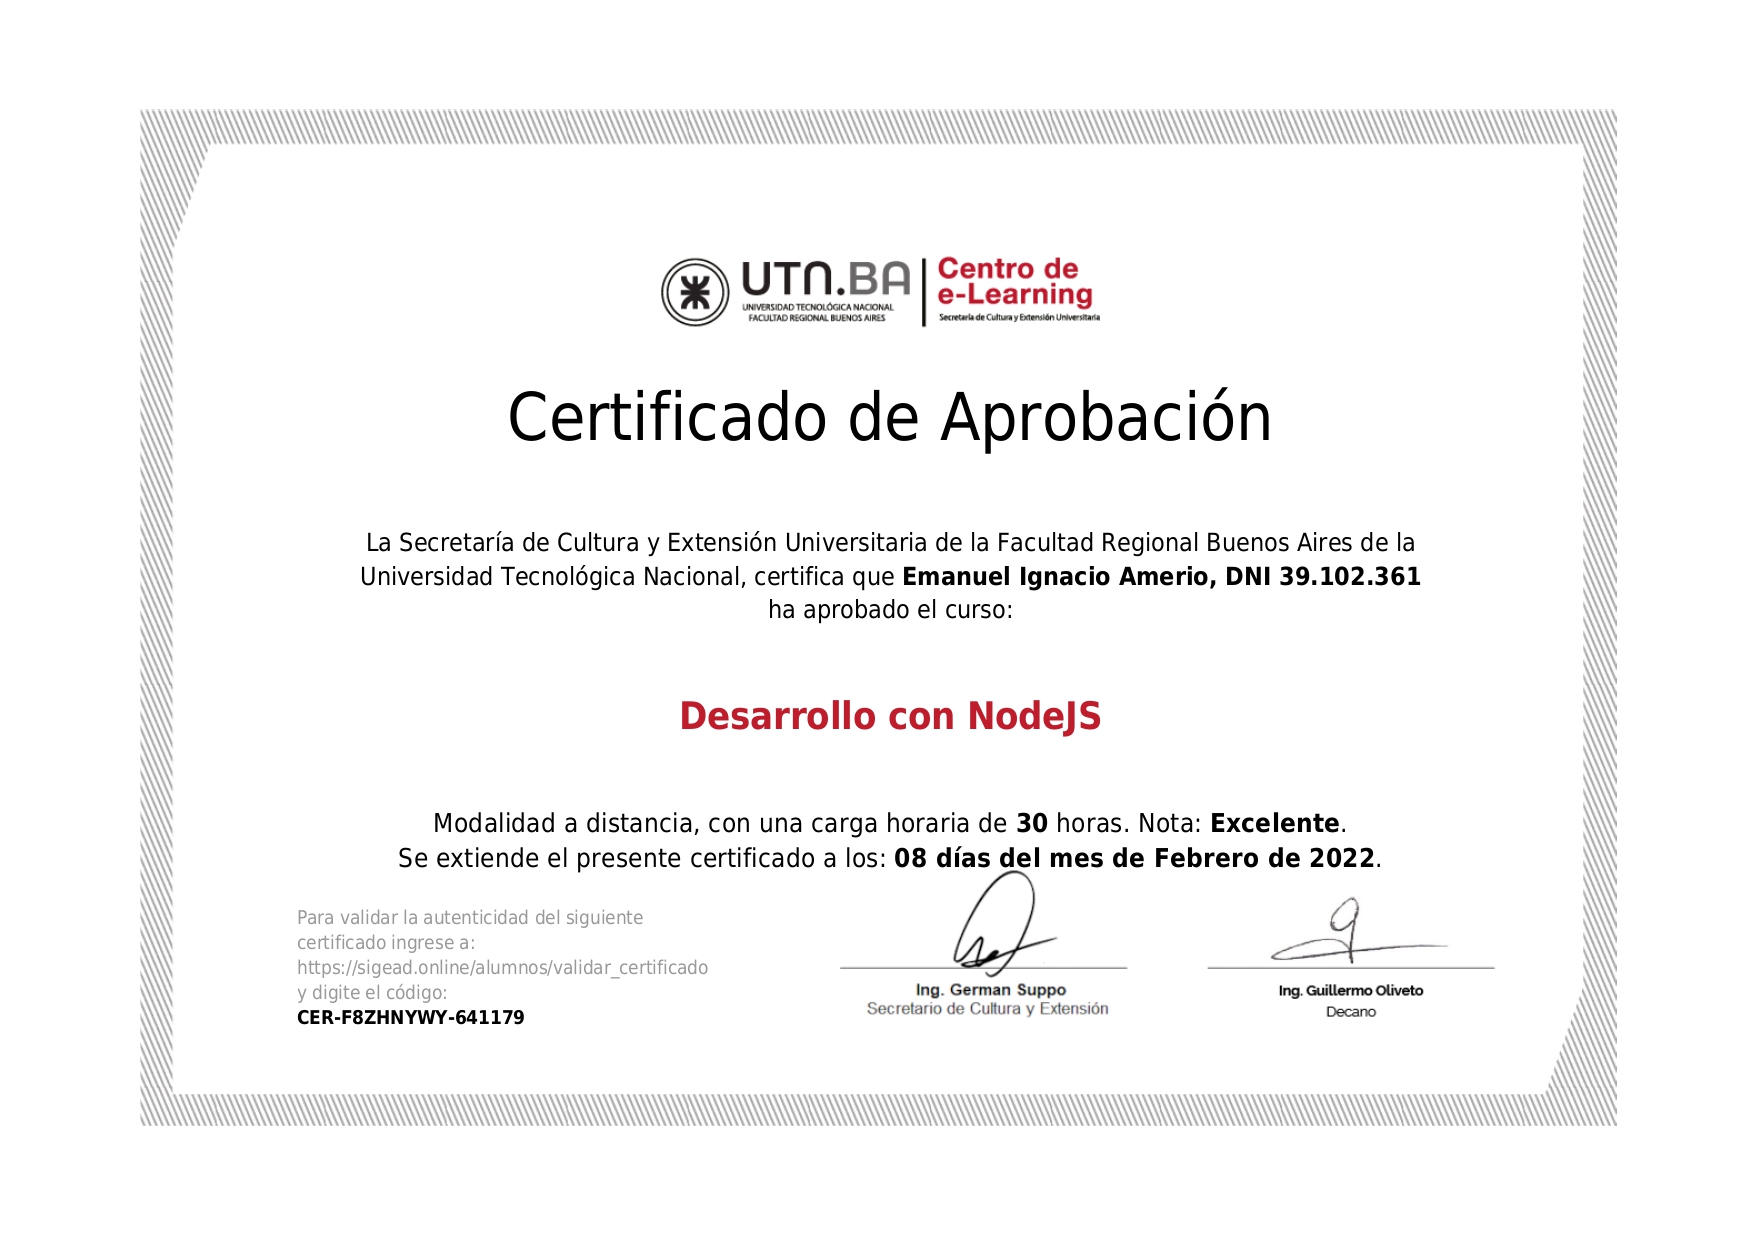 UTN.BA
UNIVERSIDAD TECNOLÓGICA NACIONAL
FACULTAD REGIONAL BUENOS AIRES
Centro de
e-Learning
Secretaría de Cultura y Extensión Universitaria
Certificado de Aprobación
La Secretaría de Cultura y Extensión Universitaria de la Facultad Regional Buenos Aires de la
Universidad Tecnológica Nacional, certifica que Emanuel Ignacio Amerio, DNI 39.102.361
ha aprobado el curso:
Desarrollo con NodeJS
Modalidad a distancia, con una carga horaria de 30 horas. Nota: Excelente.
Se extiende el presente certificado a los: 08 días del mes de Febrero de 2022.
Para validar la autenticidad del siguiente
certificado ingrese a:
https://sigead.online/alumnos/validar_certificado
y digite el código:
CER-F8ZHNYWY-641179
Ing. German Suppo
Secretario de Cultura y Extensión
Ing. Guillermo Oliveto
Decano